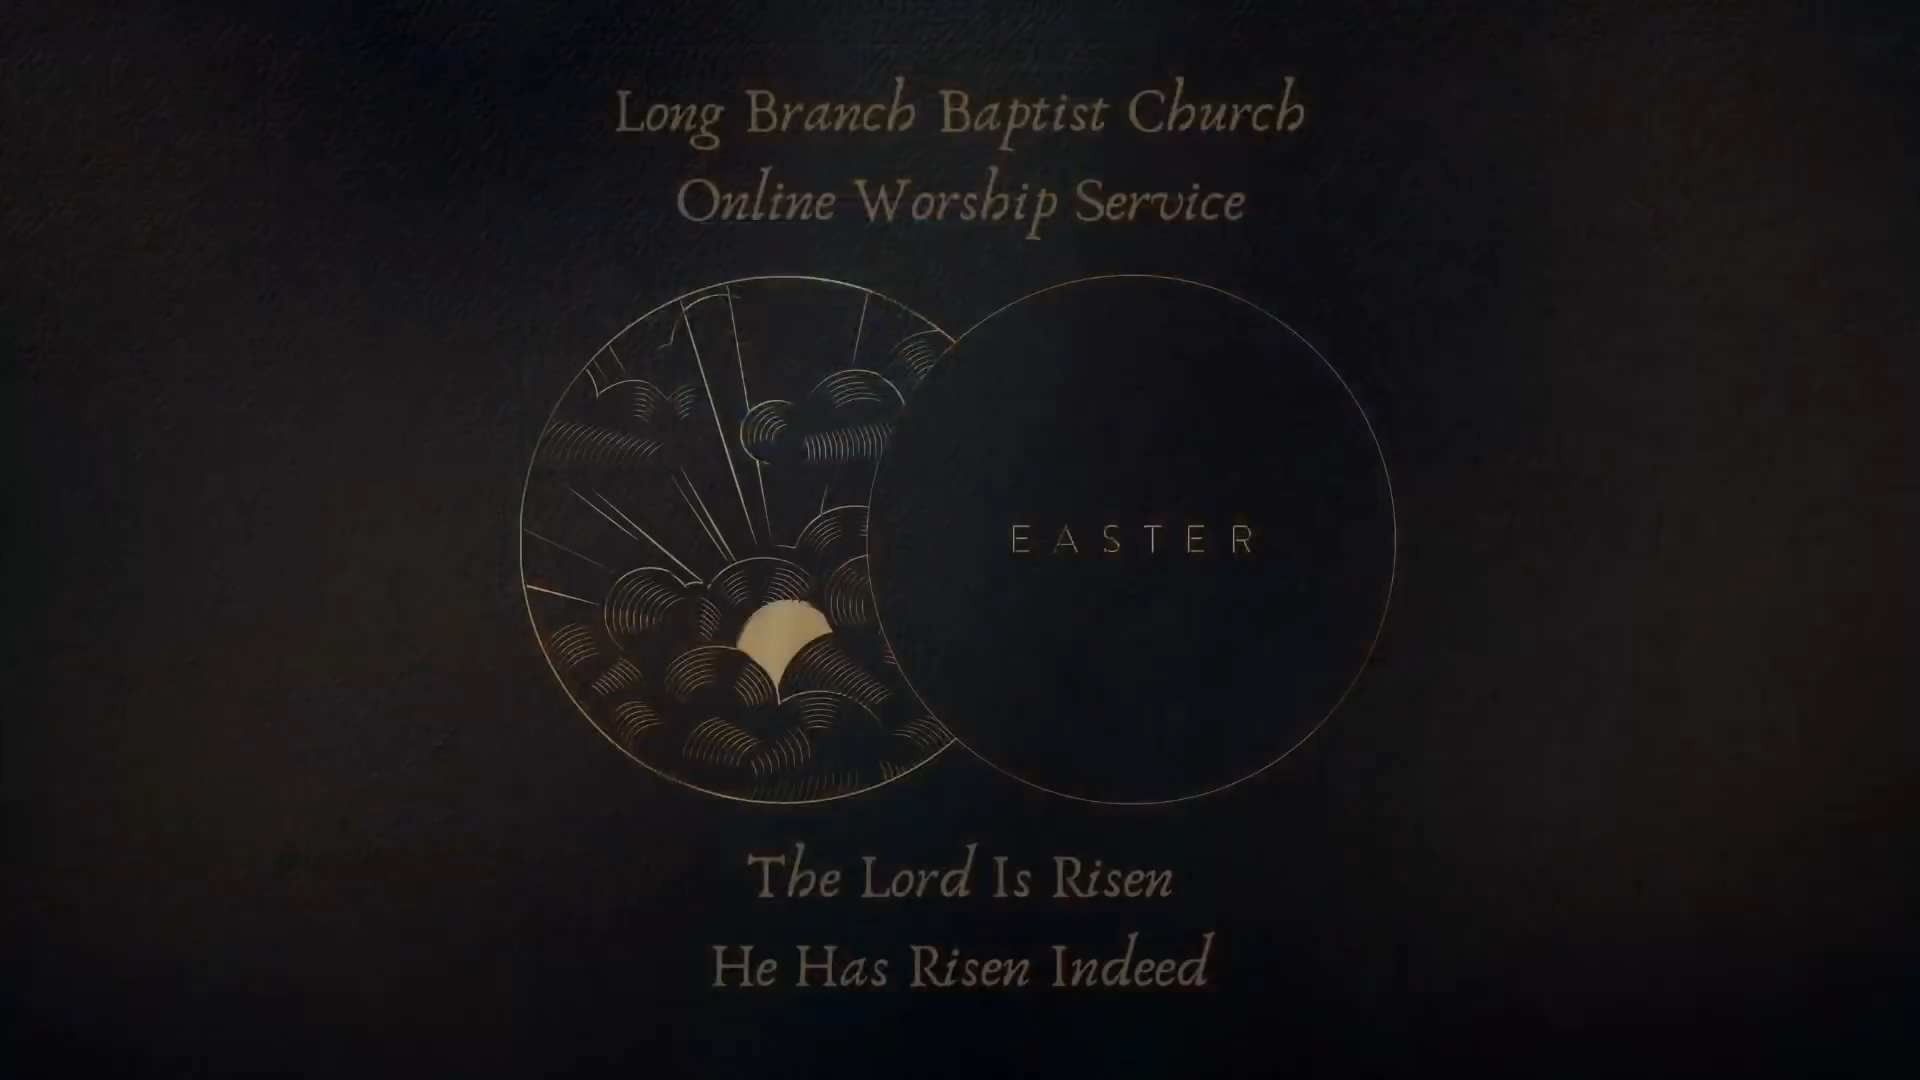 Long Branch Baptist Church
Online Worship Service
EASTER
The Lord Is Risen
He Has Risen Indeed